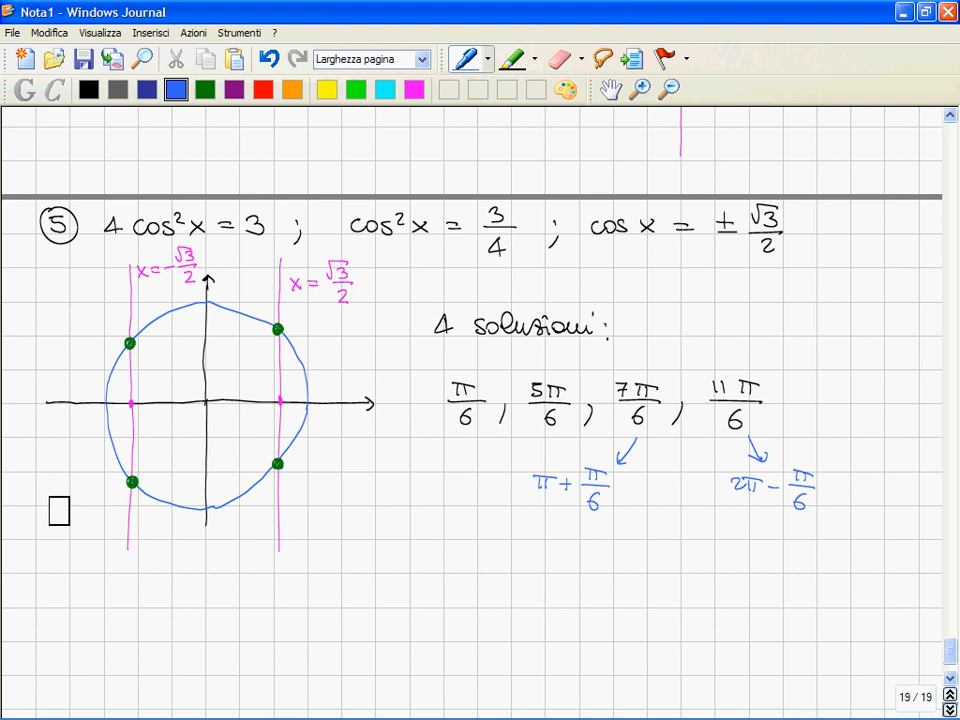 Nota1 - Windows Journal
File Modifica Visualizza Inserisci Azioni Strumenti ?
Larghezza pagina
G C
⑤ 4 cos²x = 3 ; cos²x = 3/4 ; cos x = ± √3/2
x = -√3/2
x = √3/2
4 soluzioni:
π/6 , 5π/6 , 7π/6 , 11π/6
π + π/6
2π - π/6
19 / 19